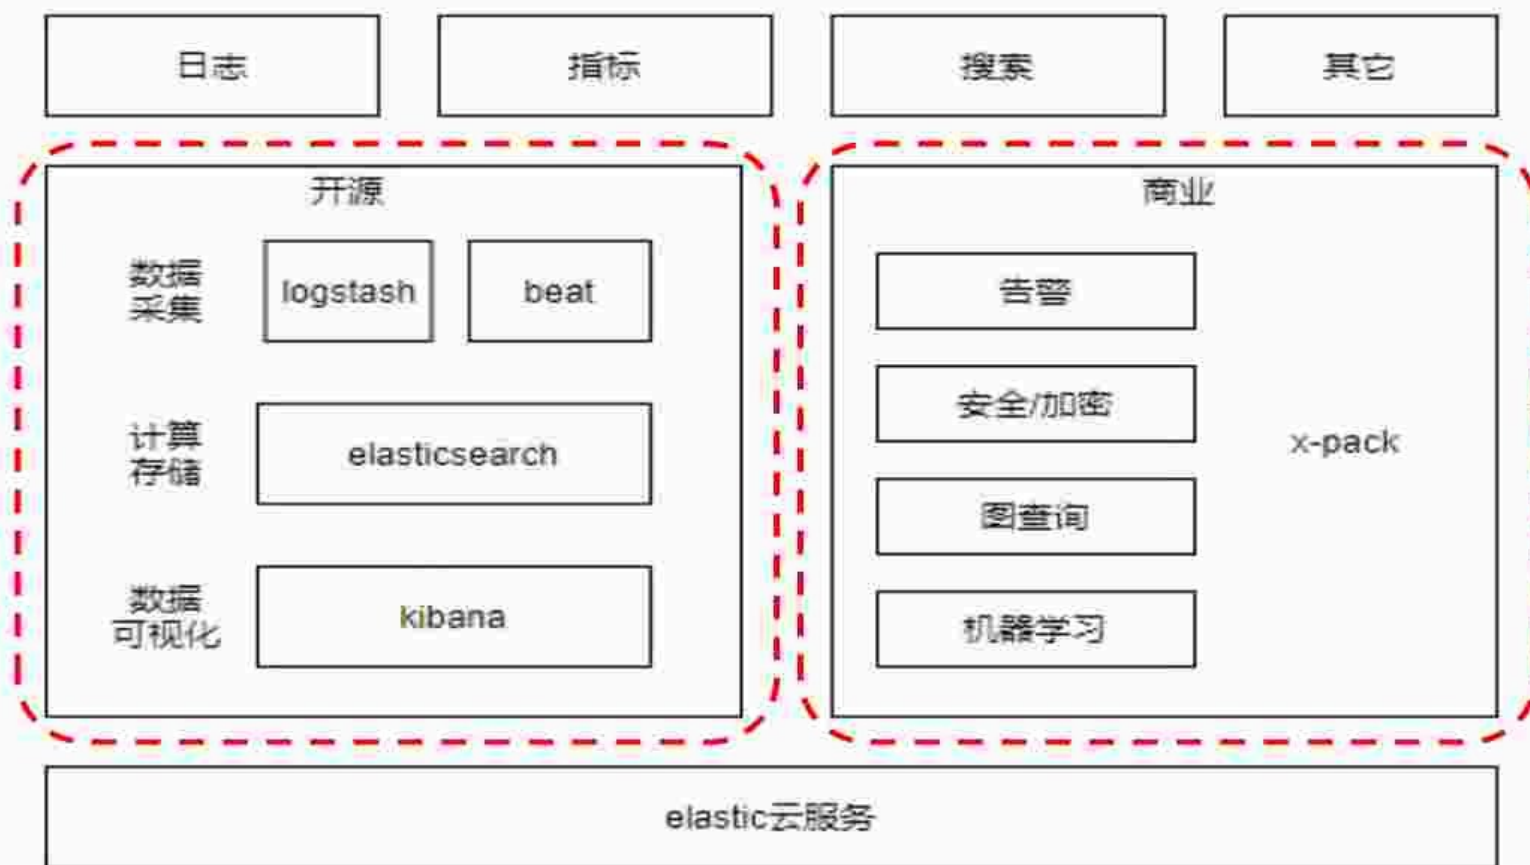 日志
指标
搜索
其它
开源
数据
采集
logstash
beat
计算
存储
elasticsearch
数据
可视化
kibana
商业
告警
安全/加密
图查询
机器学习
x-pack
elastic云服务